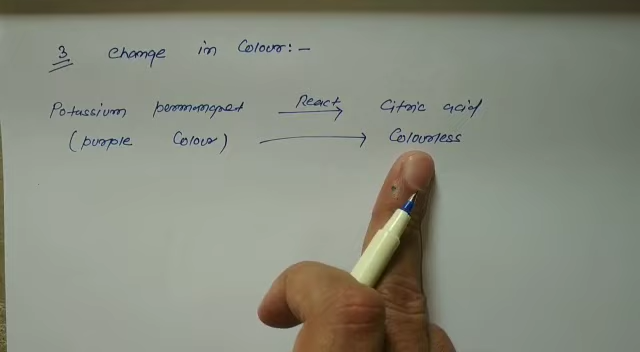 3 Change in Colour:-
Potassium permanganet React Citric acid
(purple Colour) Colourless